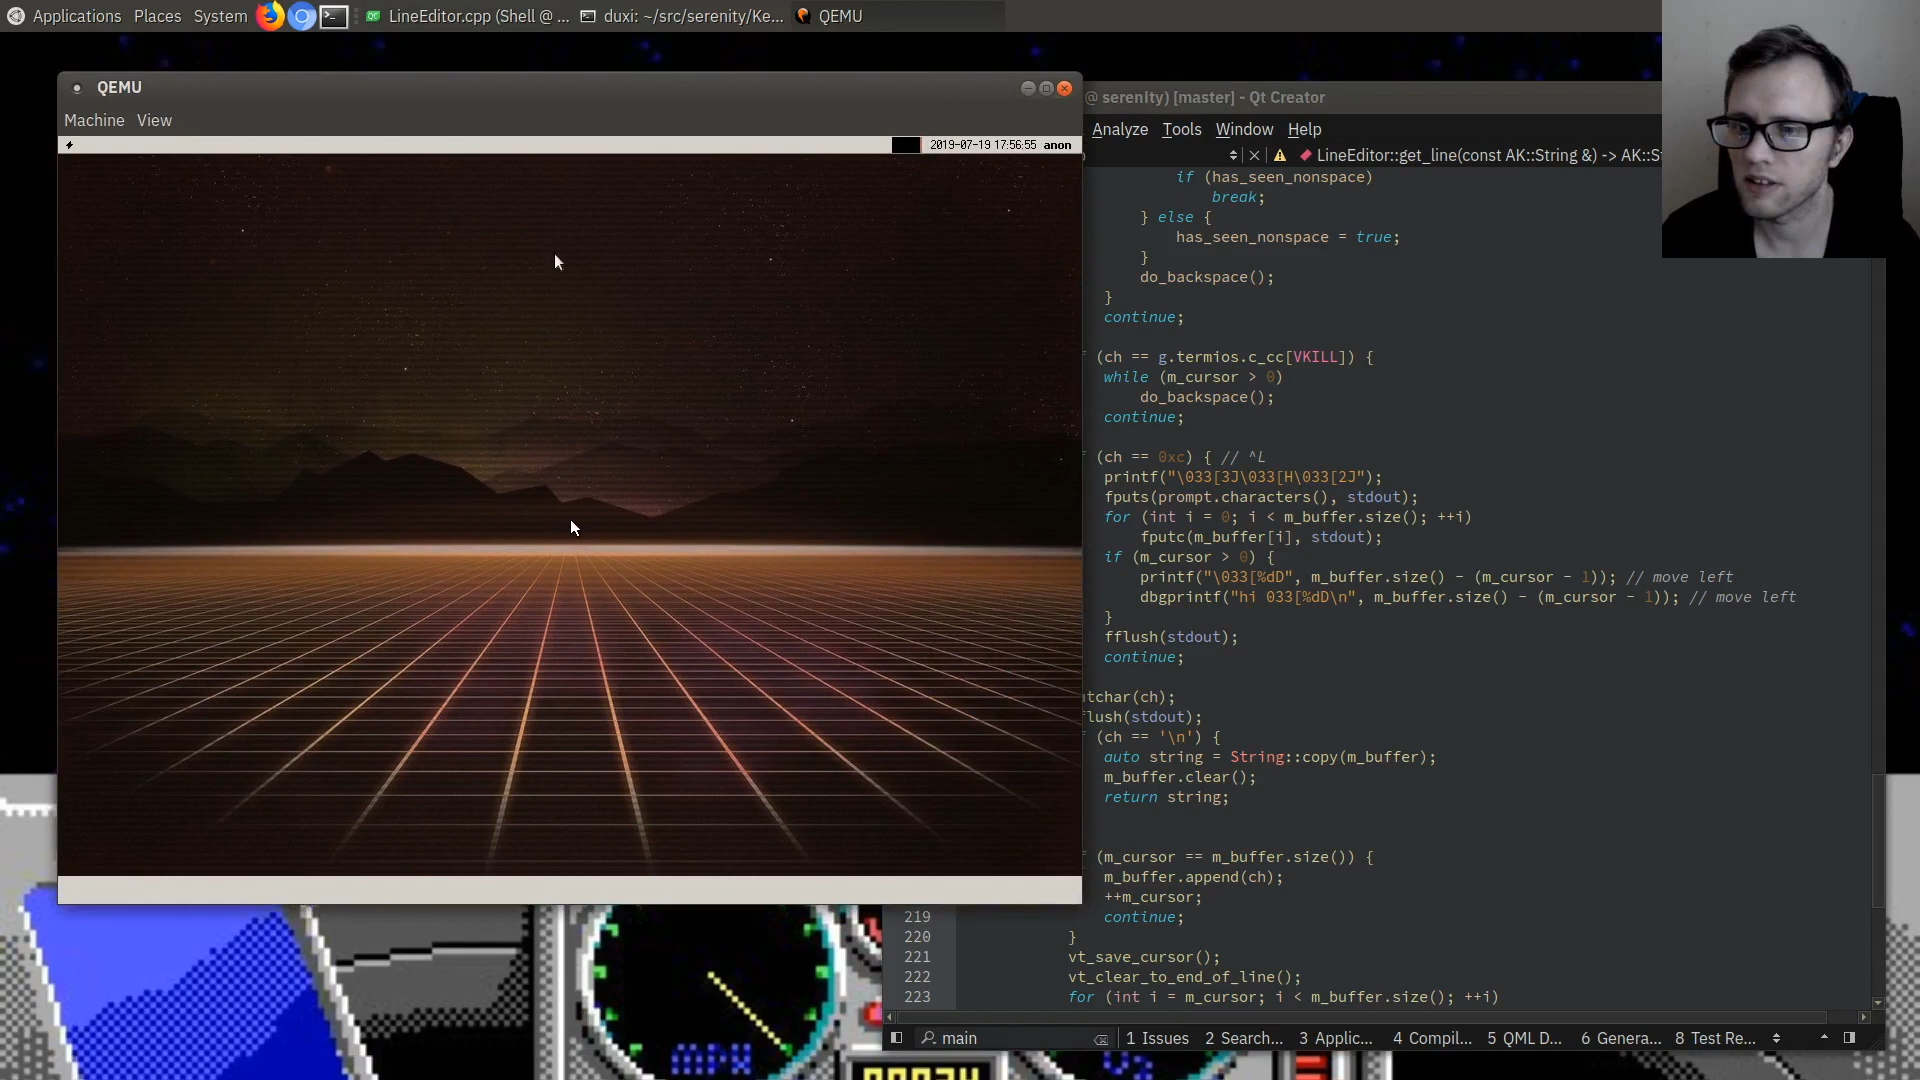 Applications Places System LineEditor.cpp (Shell @ ... duxi: ~/src/serenity/Ke... QEMU
QEMU
@ serenity) [master] - Qt Creator
Machine View
Analyze Tools Window Help
2019-07-19 17:56:55 anon
LineEditor::get_line(const AK::String &) -> AK::S
if (has_seen_nonspace)
break;
} else {
has_seen_nonspace = true;
}
do_backspace();
}
continue;
(ch == g.termios.c_cc[VKILL]) {
while (m_cursor > 0)
do_backspace();
continue;
(ch == 0xc) { // ^L
printf("\033[3J\033[H\033[2J");
fputs(prompt.characters(), stdout);
for (int i = 0; i < m_buffer.size(); ++i)
fputc(m_buffer[i], stdout);
if (m_cursor > 0) {
printf("\033[%dD", m_buffer.size() - (m_cursor - 1)); // move left
dbgprintf("hi 033[%dD\n", m_buffer.size() - (m_cursor - 1)); // move left
}
fflush(stdout);
continue;
tchar(ch);
flush(stdout);
(ch == '\n') {
auto string = String::copy(m_buffer);
m_buffer.clear();
return string;
(m_cursor == m_buffer.size()) {
m_buffer.append(ch);
++m_cursor;
219 continue;
220 }
221 vt_save_cursor();
222 vt_clear_to_end_of_line();
223 for (int i = m_cursor; i < m_buffer.size(); ++i)
main 1 Issues 2 Search... 3 Applic... 4 Compil... 5 QML D... 6 Genera... 8 Test Re...